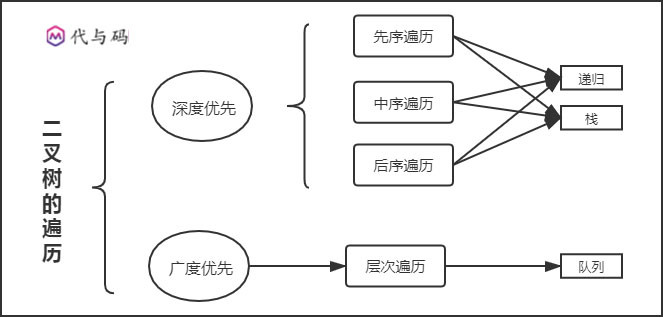 代与码
二叉树的遍历
深度优先
先序遍历
中序遍历
后序遍历
递归
栈
广度优先
层次遍历
队列